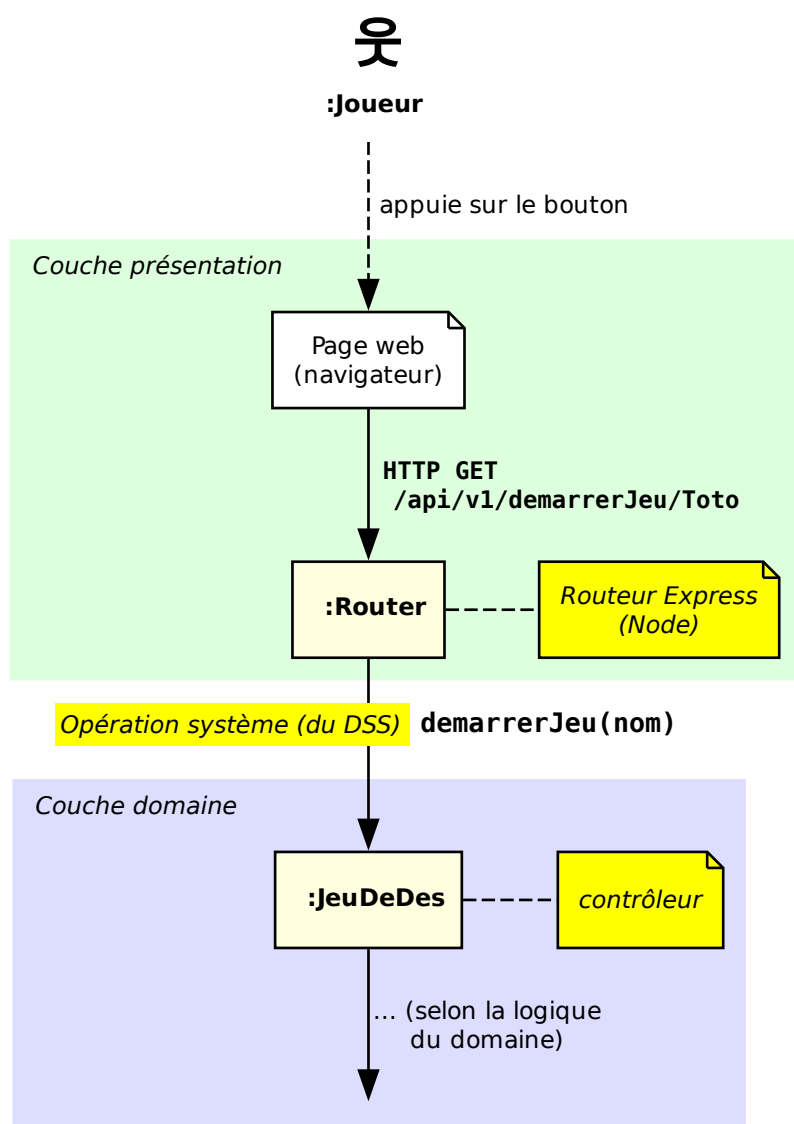 :Joueur
appuie sur le bouton
Couche présentation
Page web
(navigateur)
HTTP GET
/api/v1/demarrerJeu/Toto
:Router
Routeur Express
(Node)
Opération système (du DSS)
demarrerJeu(nom)
Couche domaine
:JeuDeDes
contrôleur
... (selon la logique
du domaine)